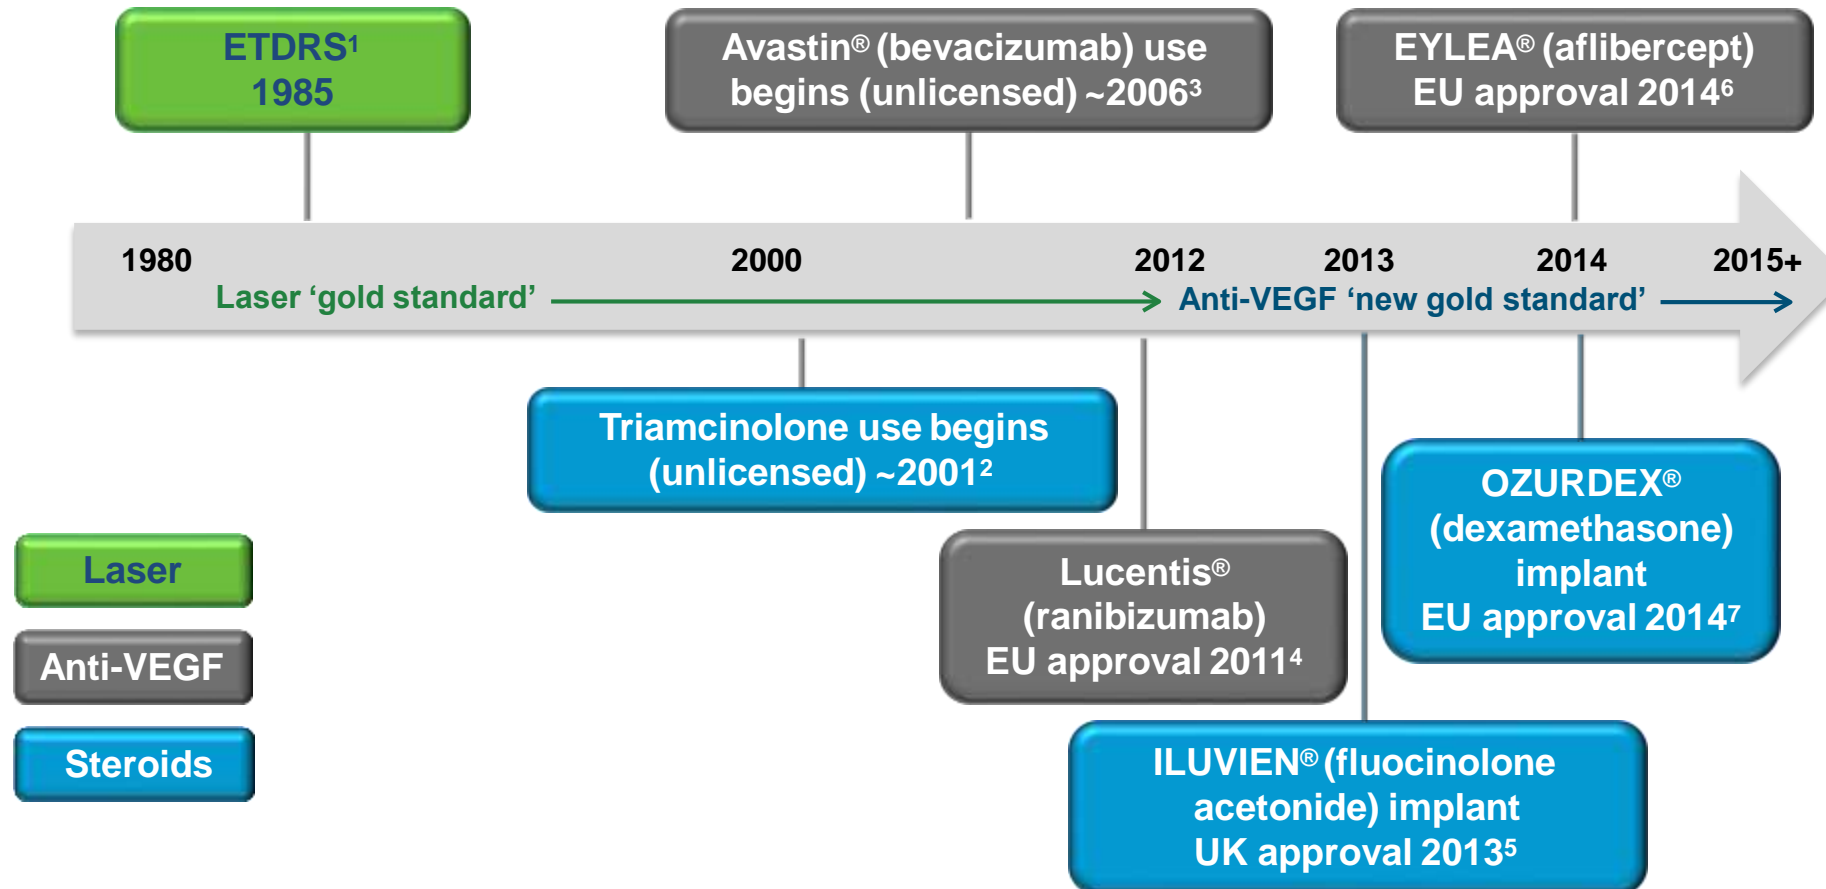 ETDRS¹
1985
Avastin® (bevacizumab) use
begins (unlicensed) ~2006³
EYLEA® (aflibercept)
EU approval 2014⁶
1980
2000
2012
2013
2014
2015+
Laser ‘gold standard’
Anti-VEGF ‘new gold standard’
Triamcinolone use begins
(unlicensed) ~2001²
OZURDEX®
(dexamethasone)
implant
EU approval 2014⁷
Lucentis®
(ranibizumab)
EU approval 2011⁴
ILUVIEN® (fluocinolone
acetonide) implant
UK approval 2013⁵
Laser
Anti-VEGF
Steroids